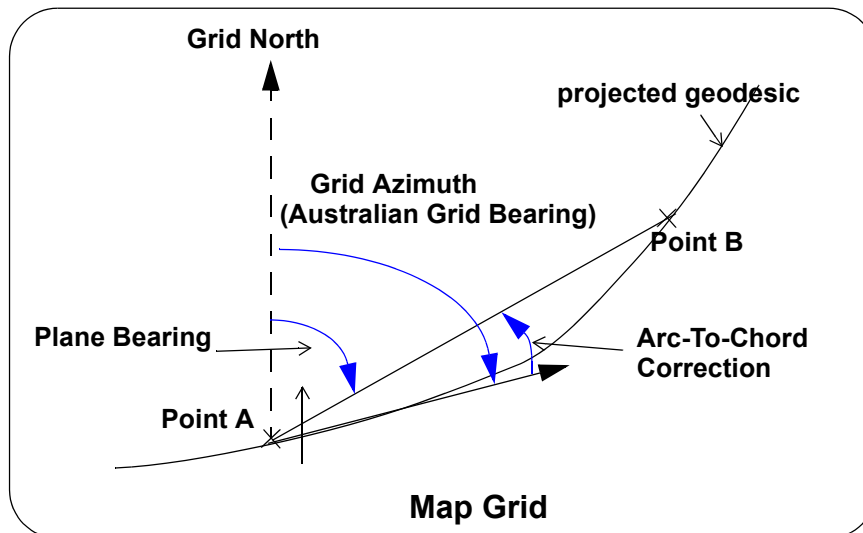 Grid North
projected geodesic
Grid Azimuth
(Australian Grid Bearing)
Point B
Plane Bearing
Arc-To-Chord
Correction
Point A
Map Grid